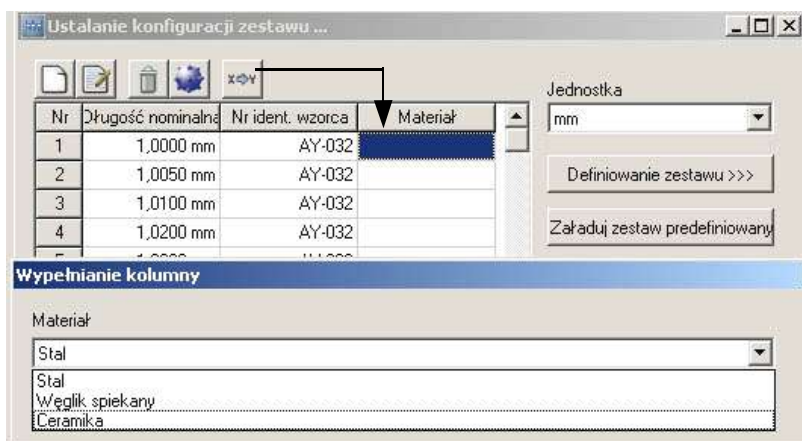 Ustalanie konfiguracji zestawu ...
X⇨Y
Jednostka
mm
Nr Długość nominalna Nr ident. wzorca Materiał
1 1,0000 mm AY-032
2 1,0050 mm AY-032
3 1,0100 mm AY-032
4 1,0200 mm AY-032
Definiowanie zestawu >>>
Załaduj zestaw predefiniowany
Wypełnianie kolumny
Materiał
Stal
Stal
Węglik spiekany
Ceramika